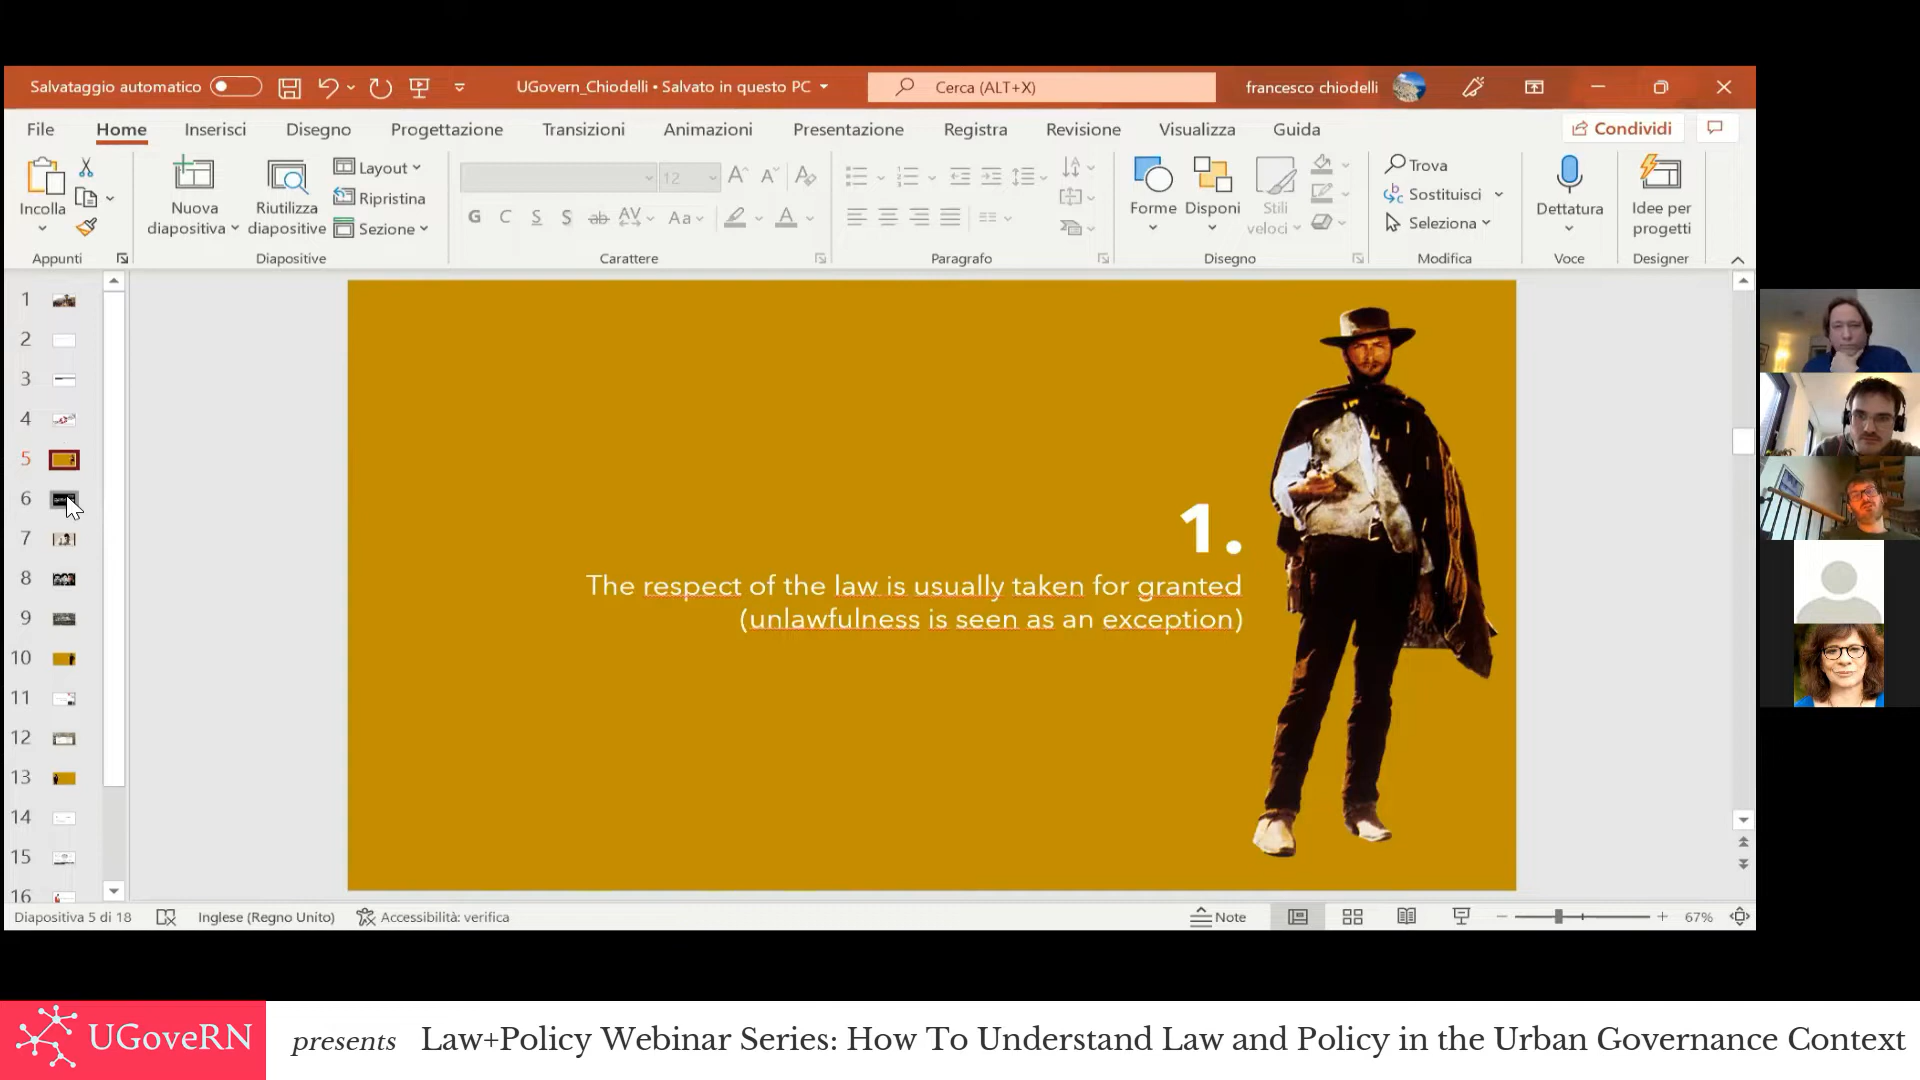 Salvataggio automatico
UGovern_Chiodelli • Salvato in questo PC
Cerca (ALT+X)
francesco chiodelli
File
Home
Inserisci
Disegno
Progettazione
Transizioni
Animazioni
Presentazione
Registra
Revisione
Visualizza
Guida
Condividi
Incolla
Appunti
Nuova
diapositiva
Riutilizza
diapositive
Layout
Ripristina
Sezione
Diapositive
12
G C S S ab AV Aa A
Carattere
Paragrafo
Forme
Disponi
Stili
veloci
Disegno
Trova
Sostituisci
Seleziona
Modifica
Dettatura
Voce
Idee per
progetti
Designer
1
2
3
4
5
6
7
8
9
10
11
12
13
14
15
16
1.
The respect of the law is usually taken for granted
(unlawfulness is seen as an exception)
Diapositiva 5 di 18
Inglese (Regno Unito)
Accessibilità: verifica
Note
67%
UGoveRN
presents Law+Policy Webinar Series: How To Understand Law and Policy in the Urban Governance Context